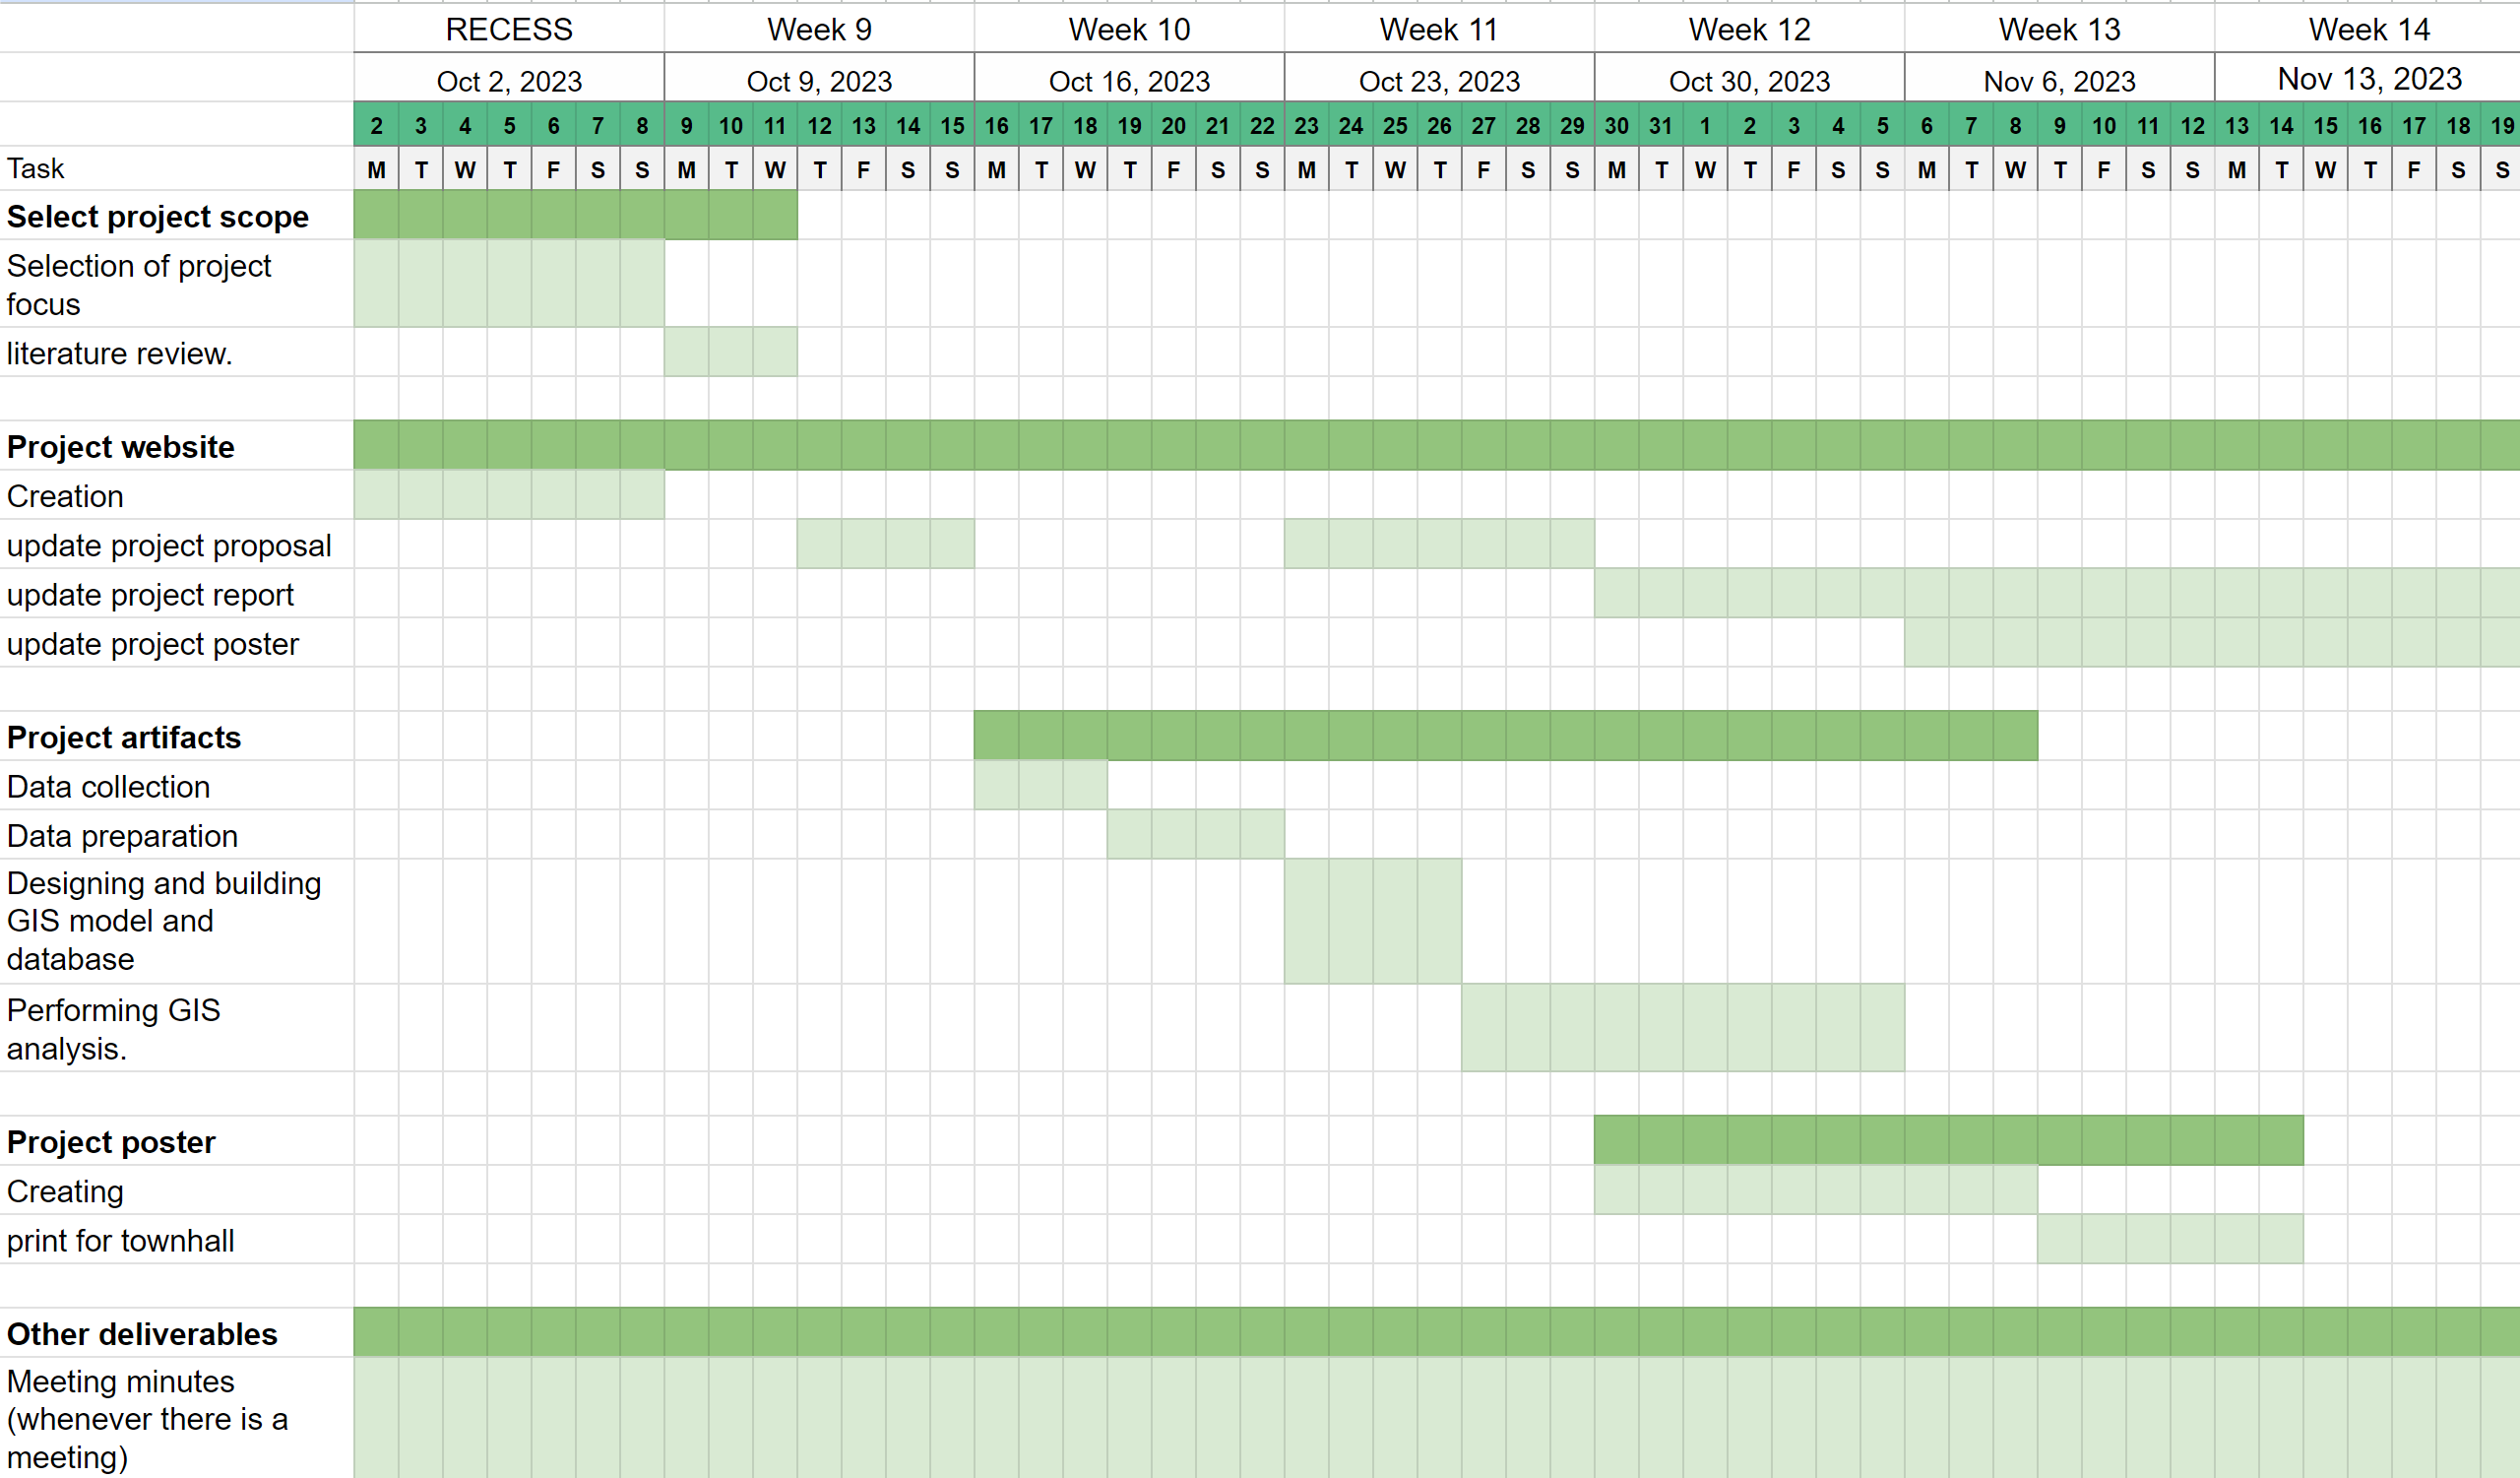 RECESS Week 9 Week 10 Week 11 Week 12 Week 13 Week 14
Oct 2, 2023 Oct 9, 2023 Oct 16, 2023 Oct 23, 2023 Oct 30, 2023 Nov 6, 2023 Nov 13, 2023
2 3 4 5 6 7 8 9 10 11 12 13 14 15 16 17 18 19 20 21 22 23 24 25 26 27 28 29 30 31 1 2 3 4 5 6 7 8 9 10 11 12 13 14 15 16 17 18 19
Task M T W T F S S M T W T F S S M T W T F S S M T W T F S S M T W T F S S M T W T F S S M T W T F S S
Select project scope
Selection of project
focus
literature review.
Project website
Creation
update project proposal
update project report
update project poster
Project artifacts
Data collection
Data preparation
Designing and building
GIS model and
database
Performing GIS
analysis.
Project poster
Creating
print for townhall
Other deliverables
Meeting minutes
(whenever there is a
meeting)